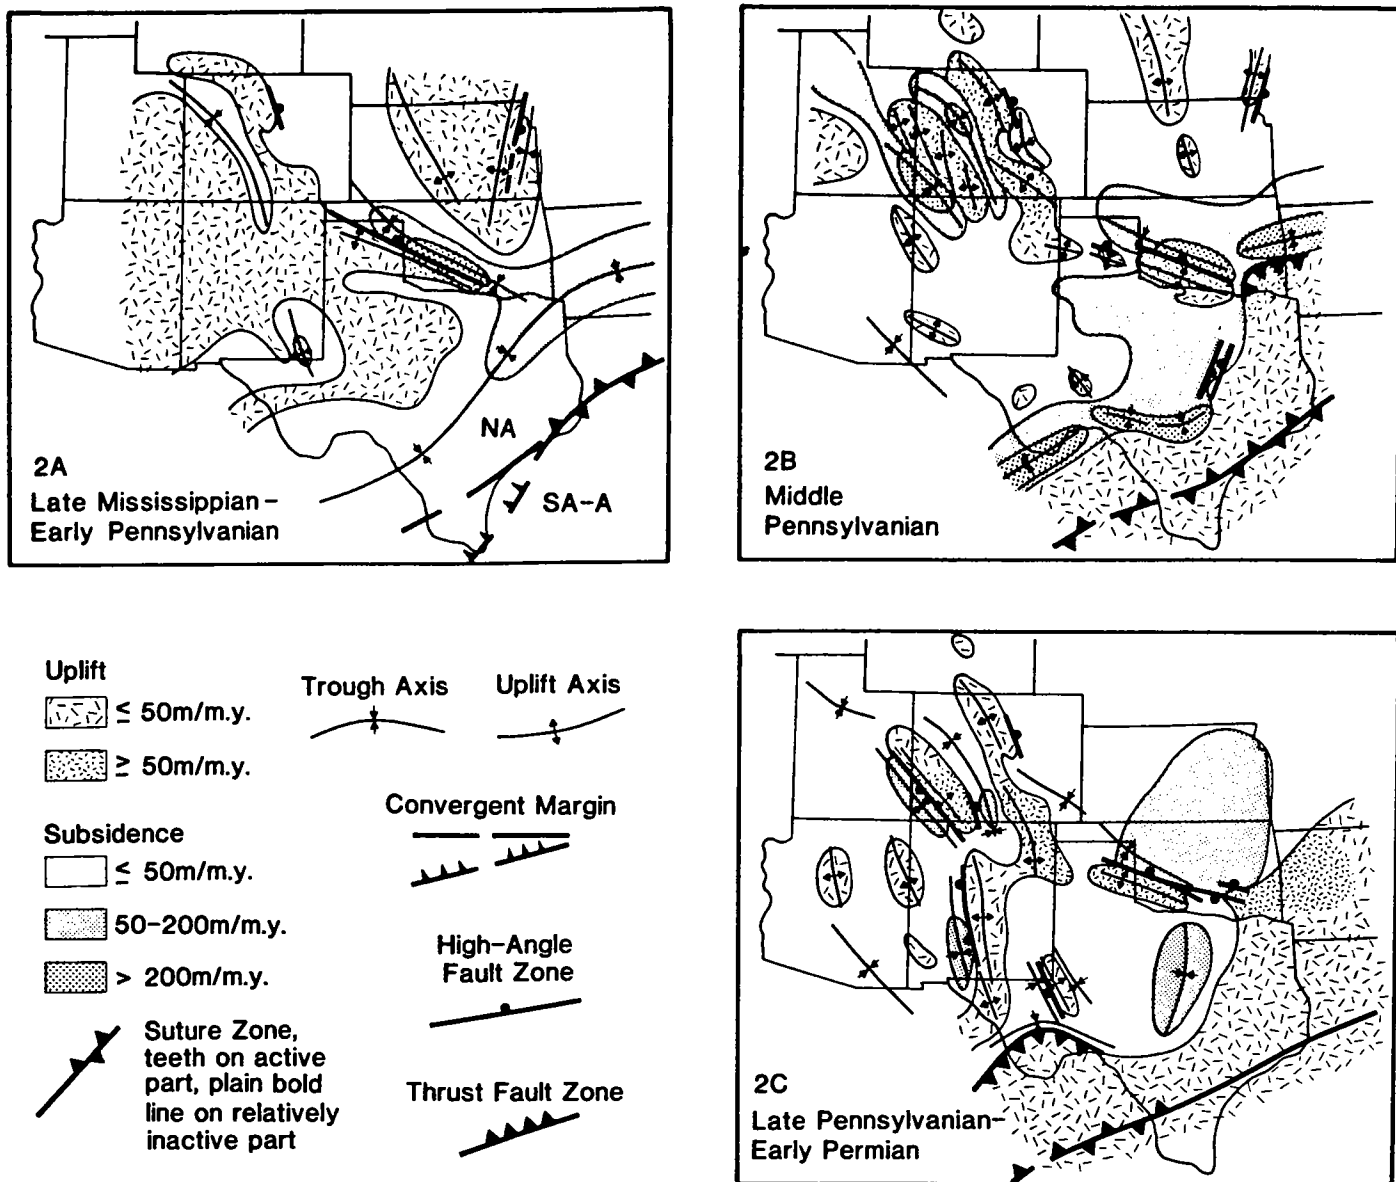 NA
SA-A
2A
Late Mississippian-
Early Pennsylvanian
2B
Middle
Pennsylvanian
Uplift
≤ 50m/m.y.
≥ 50m/m.y.
Subsidence
≤ 50m/m.y.
50-200m/m.y.
> 200m/m.y.
Suture Zone,
teeth on active
part, plain bold
line on relatively
inactive part
Trough Axis
Uplift Axis
Convergent Margin
High-Angle
Fault Zone
Thrust Fault Zone
2C
Late Pennsylvanian-
Early Permian